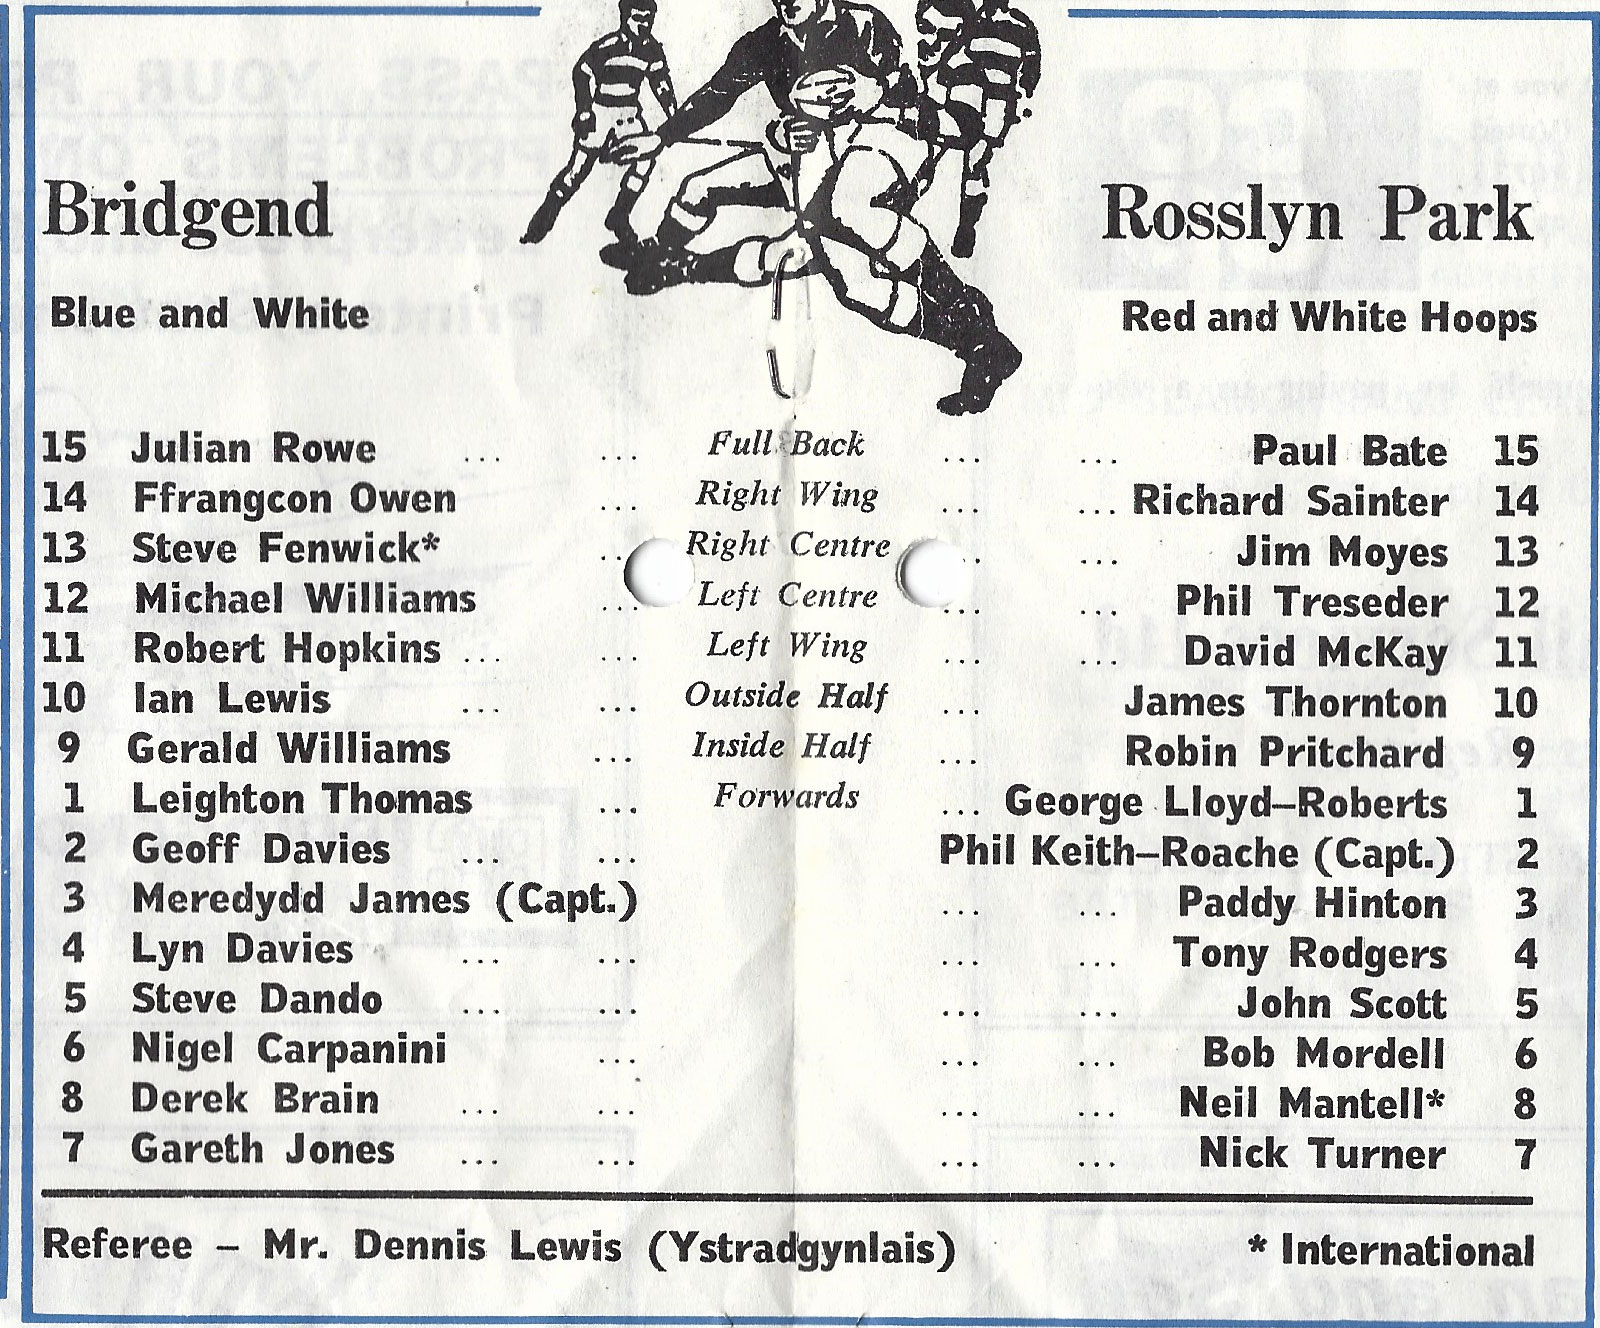 Bridgend Rosslyn Park
Blue and White Red and White Hoops
15 Julian Rowe ... ... Full Back ... ... Paul Bate 15
14 Ffrangcon Owen ... Right Wing ... ... Richard Sainter 14
13 Steve Fenwick* ... Right Centre ... ... Jim Moyes 13
12 Michael Williams ... Left Centre ... ... Phil Treseder 12
11 Robert Hopkins ... ... Left Wing ... ... David McKay 11
10 Ian Lewis ... ... Outside Half ... James Thornton 10
9 Gerald Williams ... Inside Half ... Robin Pritchard 9
1 Leighton Thomas ... Forwards ... George Lloyd–Roberts 1
2 Geoff Davies ... ... Phil Keith–Roache (Capt.) 2
3 Meredydd James (Capt.) ... ... Paddy Hinton 3
4 Lyn Davies ... ... ... ... Tony Rodgers 4
5 Steve Dando ... ... ... ... John Scott 5
6 Nigel Carpanini ... ... ... Bob Mordell 6
8 Derek Brain ... ... ... ... Neil Mantell* 8
7 Gareth Jones ... ... ... ... Nick Turner 7
Referee – Mr. Dennis Lewis (Ystradgynlais) * International